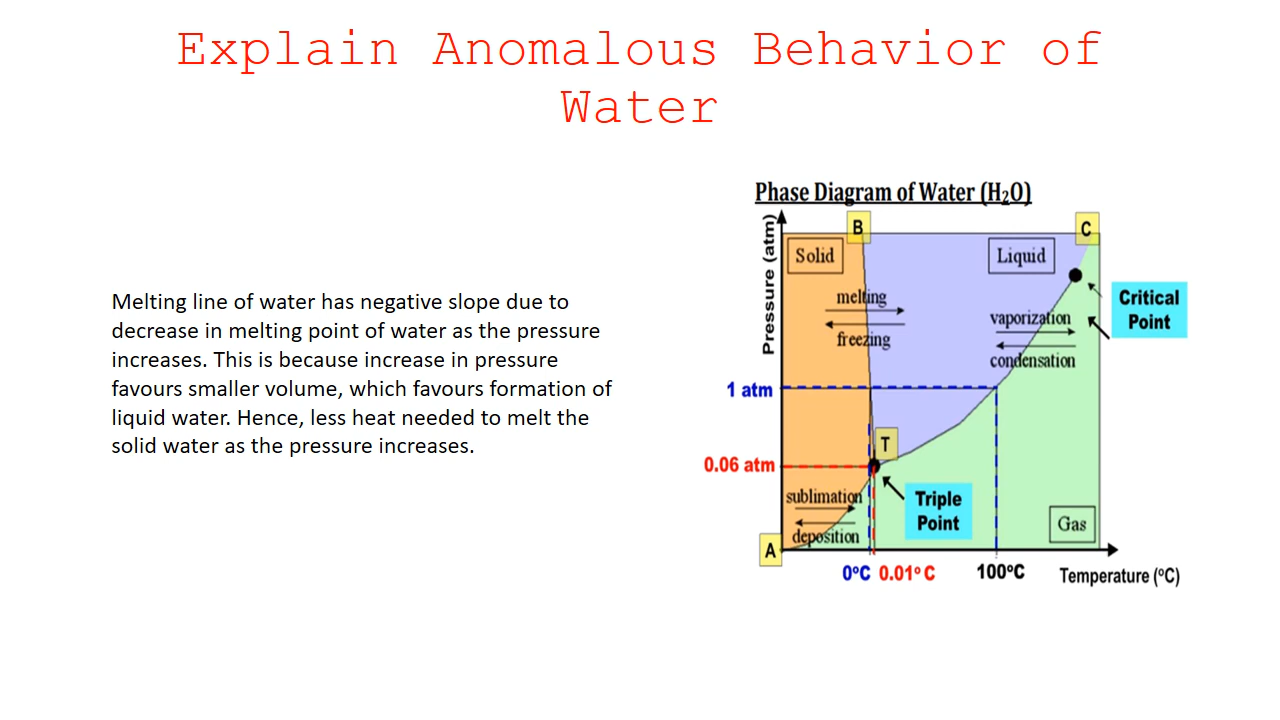 Explain Anomalous Behavior of
Water
Melting line of water has negative slope due to
decrease in melting point of water as the pressure
increases. This is because increase in pressure
favours smaller volume, which favours formation of
liquid water. Hence, less heat needed to melt the
solid water as the pressure increases.
Phase Diagram of Water (H₂O)
Pressure (atm)
B
C
Solid
Liquid
melting
freezing
vaporization
condensation
Critical
Point
1 atm
T
0.06 atm
sublimation
deposition
Triple
Point
Gas
A
0°C 0.01° C 100°C Temperature (°C)